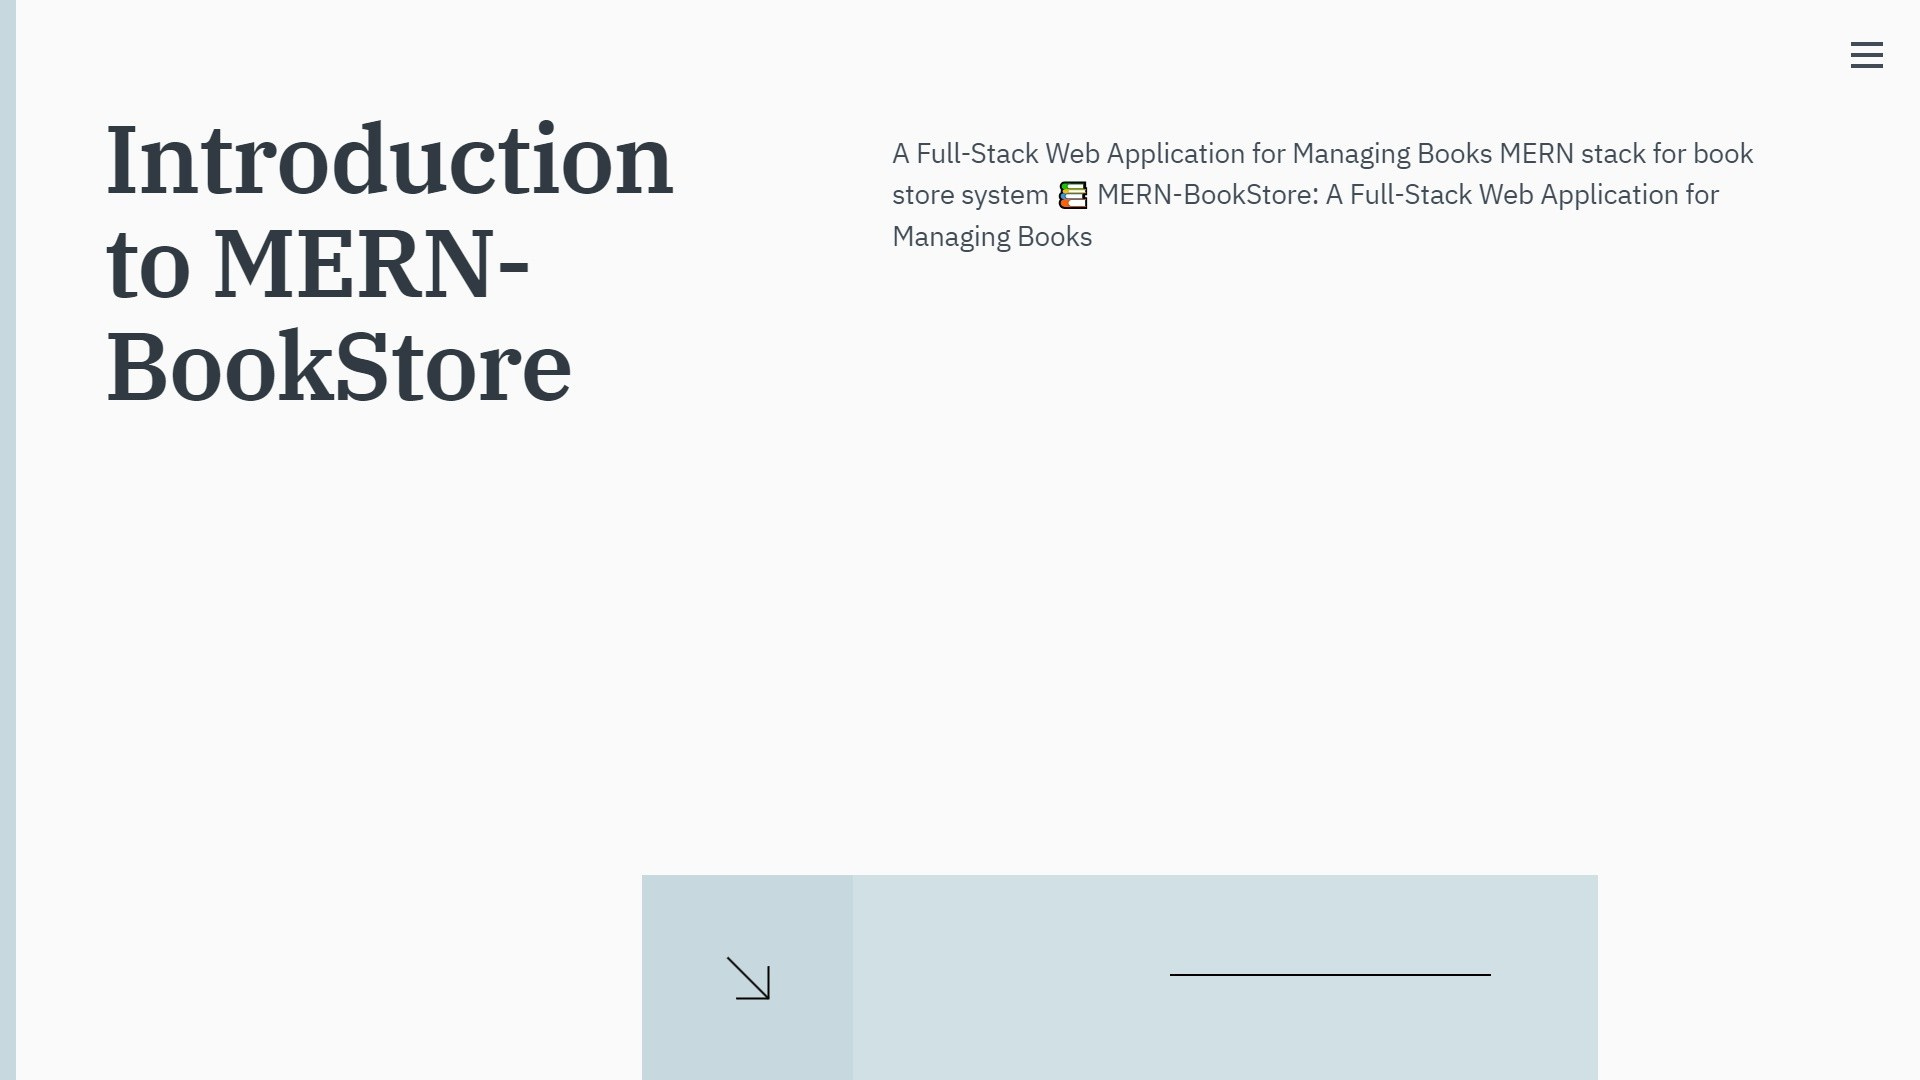 Introduction
to MERN-
BookStore
A Full-Stack Web Application for Managing Books MERN stack for book
store system 📚 MERN-BookStore: A Full-Stack Web Application for
Managing Books